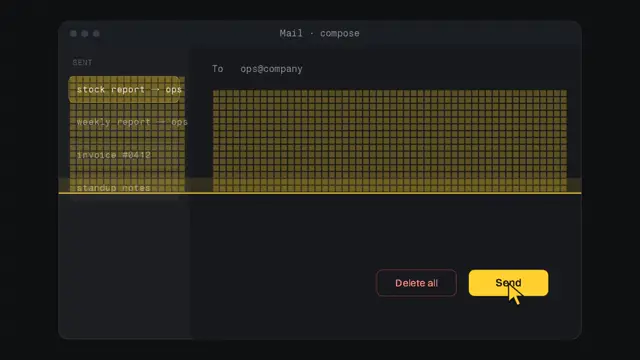 Mail · compose
SENT
To ops@company
stock report → ops
weekly report → ops
invoice #0412
standup notes
Delete all
Send